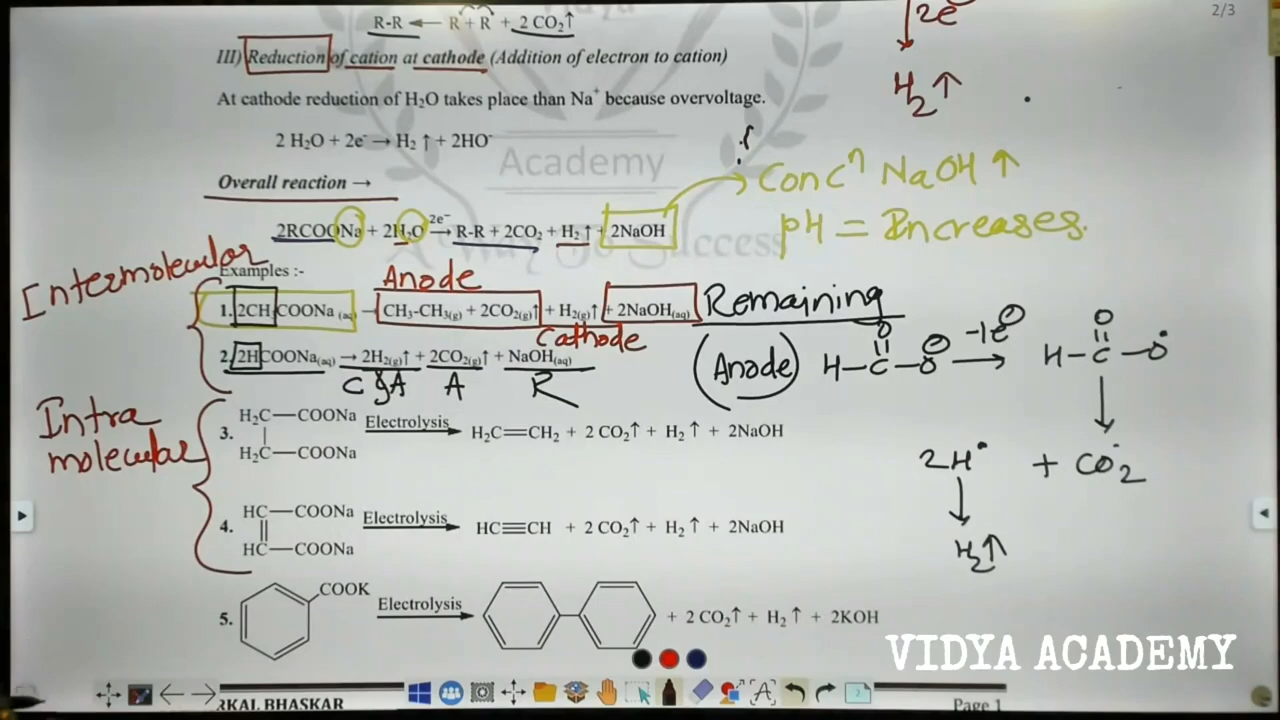 2/3
R-R ← R + R + 2 CO₂↑
2e⁻
H₂↑
III) Reduction of cation at cathode (Addition of electron to cation)
At cathode reduction of H₂O takes place than Na⁺ because overvoltage.
2 H₂O + 2e⁻ → H₂ ↑ + 2HO⁻
Academy
Concⁿ NaOH ↑
Overall reaction →
pH = Increases.
2RCOONa + 2H₂O 2e⁻→ R-R + 2CO₂ + H₂ ↑ + 2NaOH
Success
Intermolecular
Examples :-
Anode
1. 2CH₃COONa (aq) → CH₃-CH₃(g) + 2CO₂(g)↑ + H₂(g)↑ + 2NaOH(aq) Remaining
Cathode
2. 2HCOONa(aq) → 2H₂(g)↑ + 2CO₂(g)↑ + NaOH(aq)
C & A A R
(Anode) H-C-O⊖ -1e⊖ → H-C-O•
O O
2H• + CO₂
H₂↑
Intra
molecular
3. H₂C—COONa
H₂C—COONa
Electrolysis
H₂C=CH₂ + 2 CO₂↑ + H₂ ↑ + 2NaOH
4. HC—COONa
HC—COONa
Electrolysis
HC≡CH + 2 CO₂↑ + H₂ ↑ + 2NaOH
5. COOK
Electrolysis
+ 2 CO₂↑ + H₂ ↑ + 2KOH
VIDYA ACADEMY
RKAL BHASKAR
Page 1